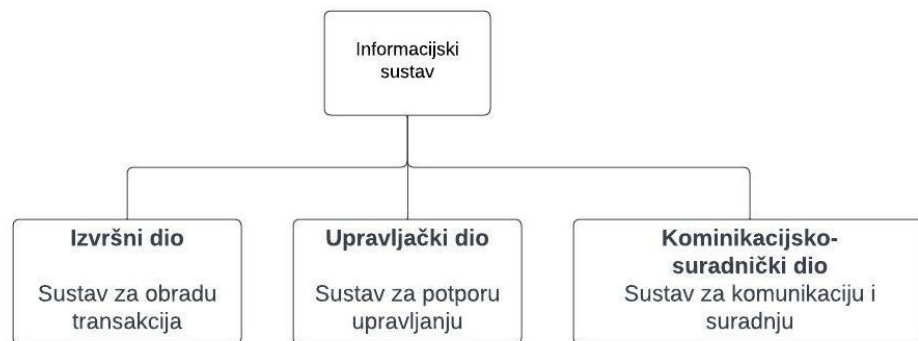 Informacijski
sustav
Izvršni dio
Sustav za obradu
transakcija
Upravljački dio
Sustav za potporu
upravljanju
Kominikacijsko-
suradnički dio
Sustav za komunikaciju i
suradnju